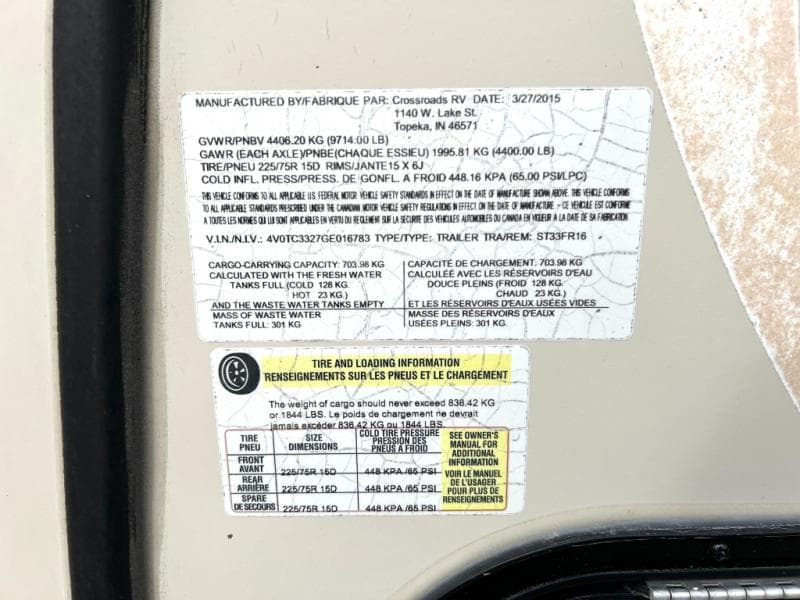 MANUFACTURED BY/FABRIQUE PAR: Crossroads RV DATE: 3/27/2015
1140 W. Lake St.
Topeka, IN 46571
GVWR/PNBV 4406.20 KG (9714.00 LB)
GAWR (EACH AXLE)/PNBE(CHAQUE ESSIEU) 1995.81 KG (4400.00 LB)
TIRE/PNEU 225/75R 15D RIMS/JANTE 15 X 6J
COLD INFL PRESS/PRESS. DE GONFL. A FROID 448.16 KPA (65.00 PSI/LPC)
THIS VEHICLE CONFORMS TO ALL APPLICABLE U.S. FEDERAL MOTOR VEHICLE SAFETY STANDARDS IN EFFECT ON THE DATE OF MANUFACTURE SHOWN ABOVE. THIS VEHICLE CONFORMS
TO ALL APPLICABLE STANDARDS PRESCRIBED UNDER THE CANADIAN MOTOR VEHICLE SAFETY REGULATIONS IN EFFECT ON THE DATE OF MANUFACTURE - CE VEHICULE EST CONFORME
A TOUTES LES NORMES QUI LUI SONT APPLICABLES EN VERTU DU REGLEMENT SUR LA SECURITE DES VEHICULES AUTOMOBILES DU CANADA EN VIGUEUR A LA DATE DE SA FABRICATION
V.I.N./N.I.V.: 4V0TC3327GE016783 TYPE/TYPE: TRAILER TRA/REM: ST33FR16
CARGO-CARRYING CAPACITY: 703.98 KG
CALCULATED WITH THE FRESH WATER
TANKS FULL (COLD 128 KG.
HOT 23 KG.)
AND THE WASTE WATER TANKS EMPTY
MASS OF WASTE WATER
TANKS FULL: 301 KG
CAPACITÉ DE CHARGEMENT: 703.98 KG
CALCULÉE AVEC LES RÉSERVOIRS D'EAU
DOUCE PLEINS (FROID 128 KG.
CHAUD 23 KG.)
ET LES RÉSERVOIRS D'EAUX USÉES VIDES
MASSE DES RÉSERVOIRS D'EAUX
USÉES PLEINS: 301 KG.
TIRE AND LOADING INFORMATION
RENSEIGNEMENTS SUR LES PNEUS ET LE CHARGEMENT
The weight of cargo should never exceed 836.42 KG
or 1844 LBS. Le poids de chargement ne devrait
jamais excéder 836.42 KG ou 1844 LBS.
TIRE PNEU SIZE DIMENSIONS COLD TIRE PRESSURE PRESSION DES PNEUS A FROID
FRONT AVANT 225/75R 15D 448 KPA /65 PSI
REAR ARRIÈRE 225/75R 15D 448 KPA /65 PSI
SPARE DE SECOURS 225/75R 15D 448 KPA /65 PSI
SEE OWNER'S
MANUAL FOR
ADDITIONAL
INFORMATION
VOIR LE MANUEL
DE L'USAGER
POUR PLUS DE
RENSEIGNEMENTS